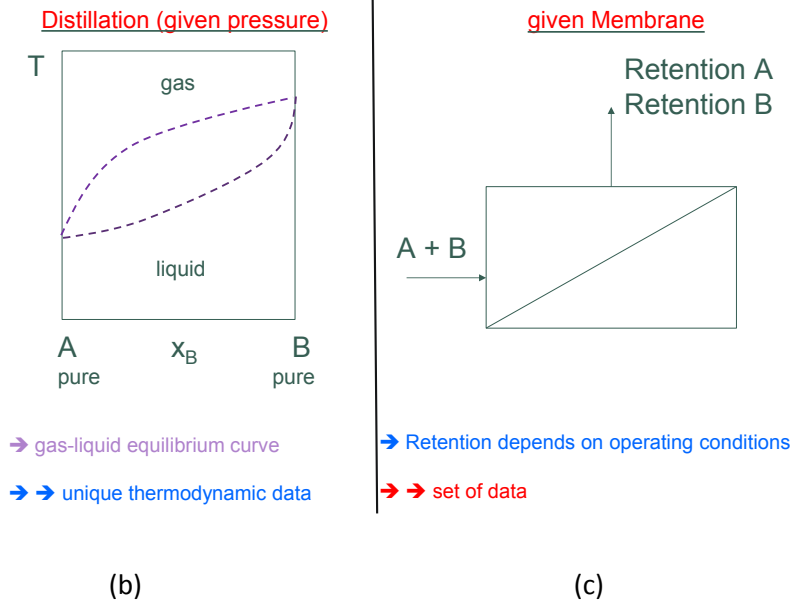 Distillation (given pressure)
T
gas
liquid
A
xB
B
pure
pure
➔ gas-liquid equilibrium curve
➔ ➔ unique thermodynamic data
(b)
given Membrane
Retention A
Retention B
A + B
➔ Retention depends on operating conditions
➔ ➔ set of data
(c)